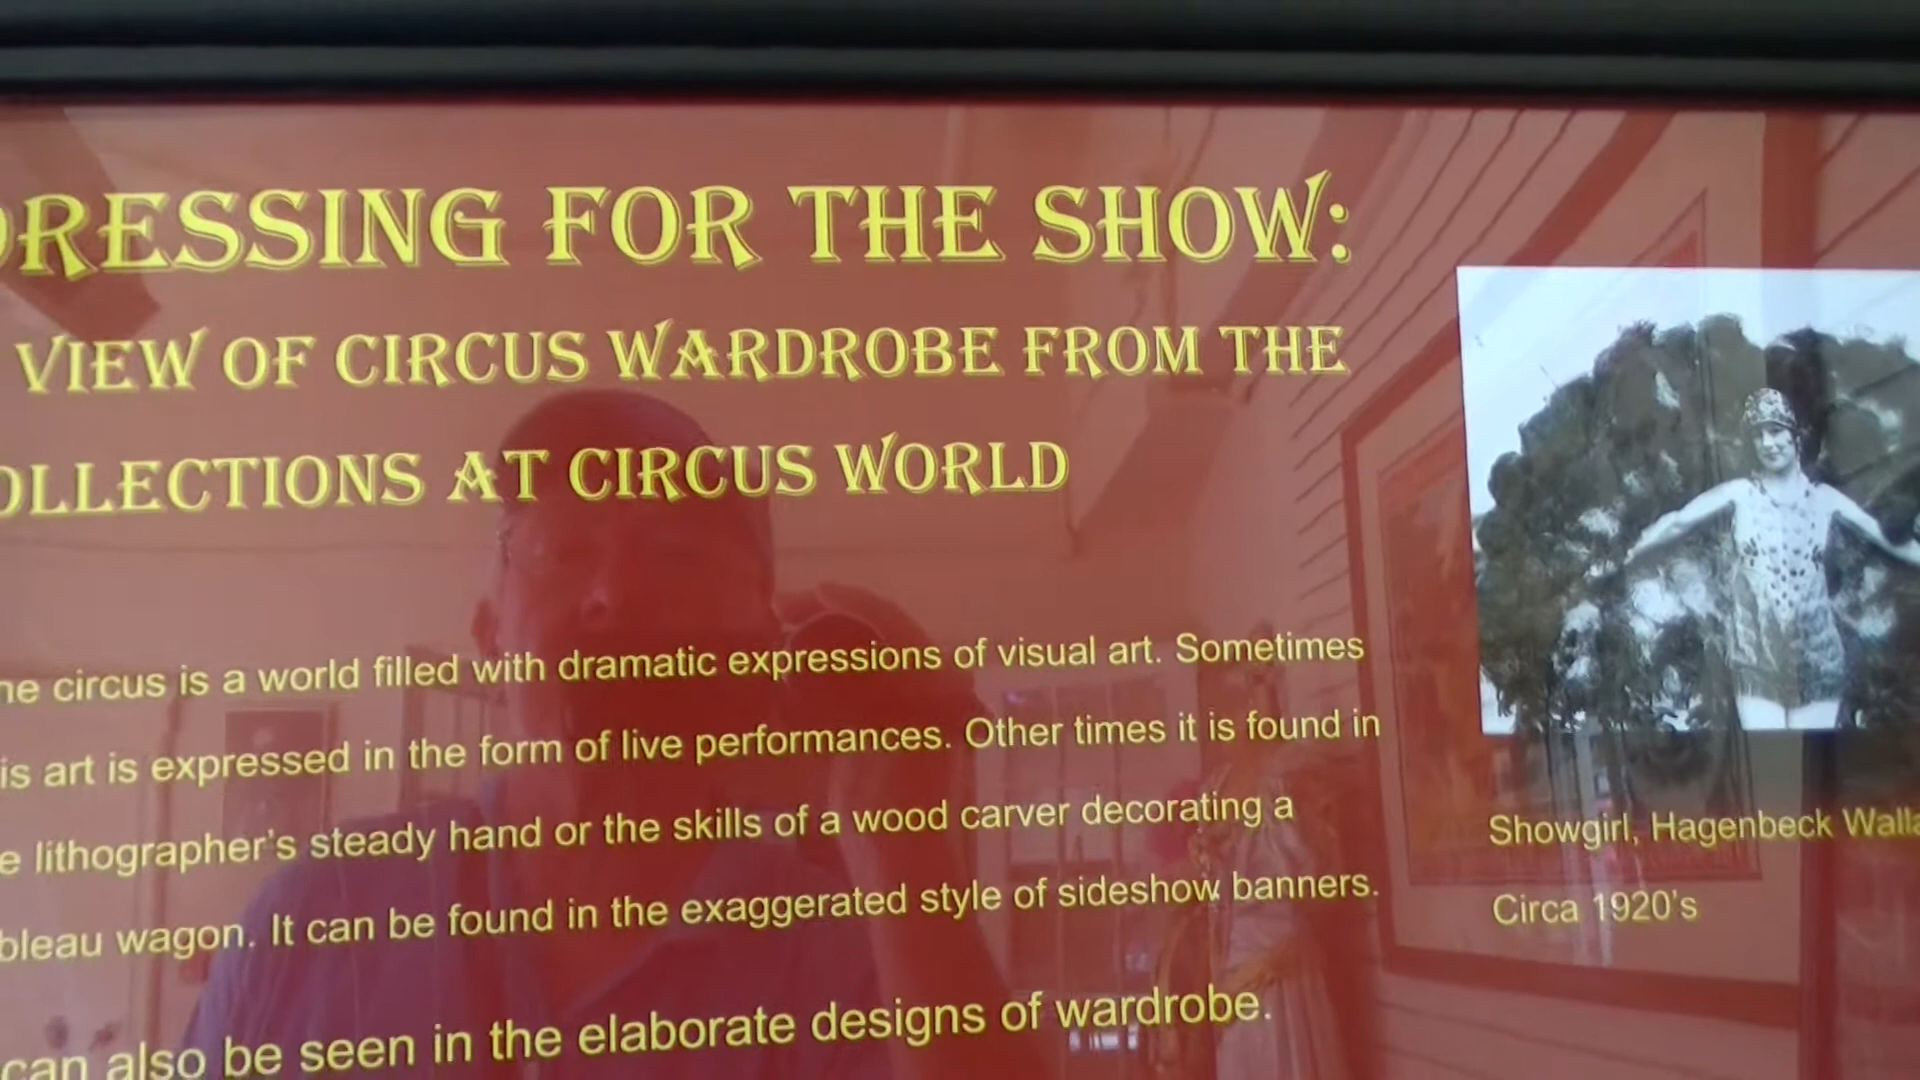 DRESSING FOR THE SHOW:
VIEW OF CIRCUS WARDROBE FROM THE
OLLECTIONS AT CIRCUS WORLD
he circus is a world filled with dramatic expressions of visual art. Sometimes
is art is expressed in the form of live performances. Other times it is found in
e lithographer's steady hand or the skills of a wood carver decorating a
bleau wagon. It can be found in the exaggerated style of sideshow banners.
can also be seen in the elaborate designs of wardrobe.
Showgirl, Hagenbeck Walla
Circa 1920's